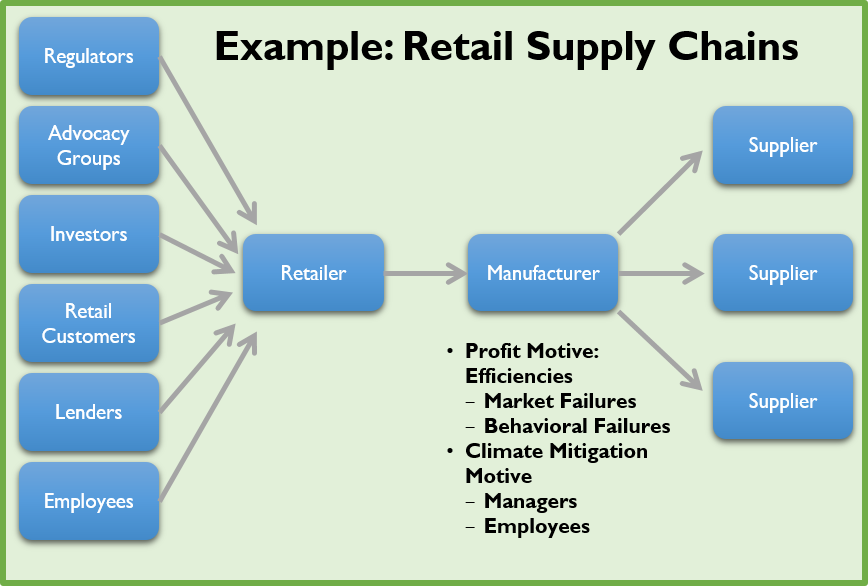 Example: Retail Supply Chains
Regulators
Advocacy
Groups
Investors
Retail
Customers
Lenders
Employees
Retailer
Manufacturer
• Profit Motive:
Efficiencies
– Market Failures
– Behavioral Failures
• Climate Mitigation
Motive
– Managers
– Employees
Supplier
Supplier
Supplier